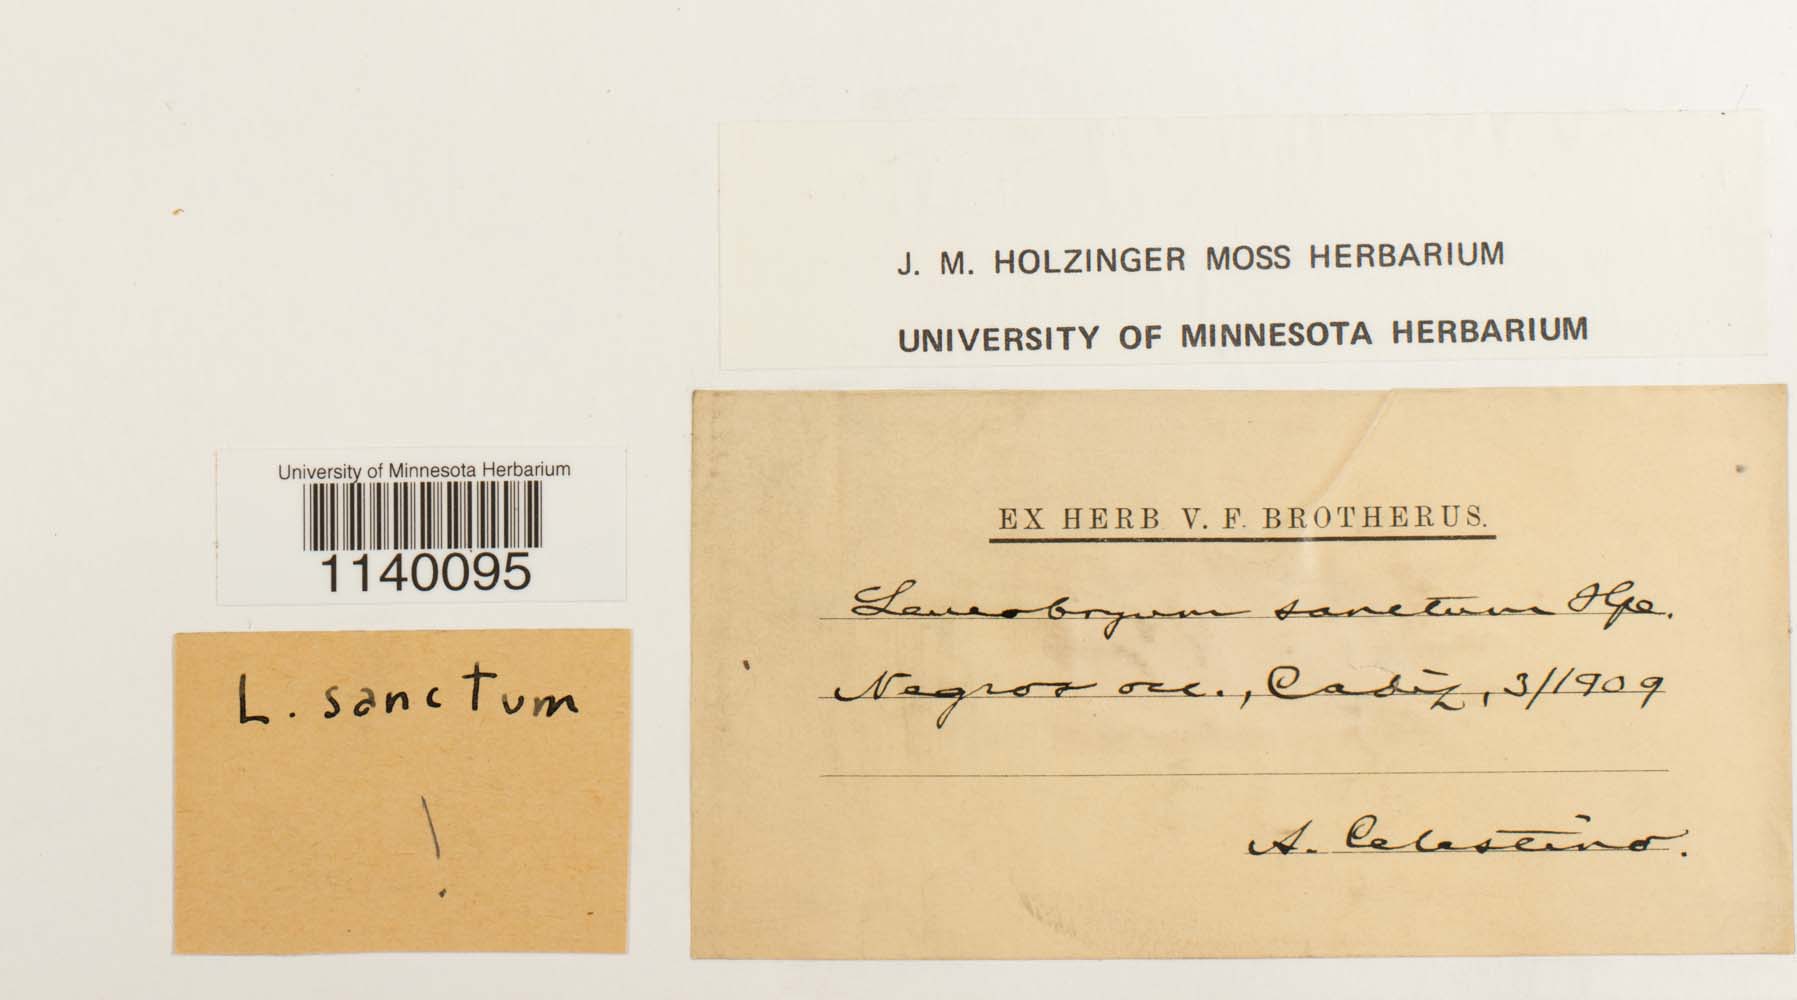 J. M. HOLZINGER MOSS HERBARIUM
UNIVERSITY OF MINNESOTA HERBARIUM
University of Minnesota Herbarium
1140095
L. sanctum
!
EX HERB. V. F. BROTHERUS.
Leucobryum sanctum Hpe.
Negros occ., Cadiz, 3/1909
A. Celestino.